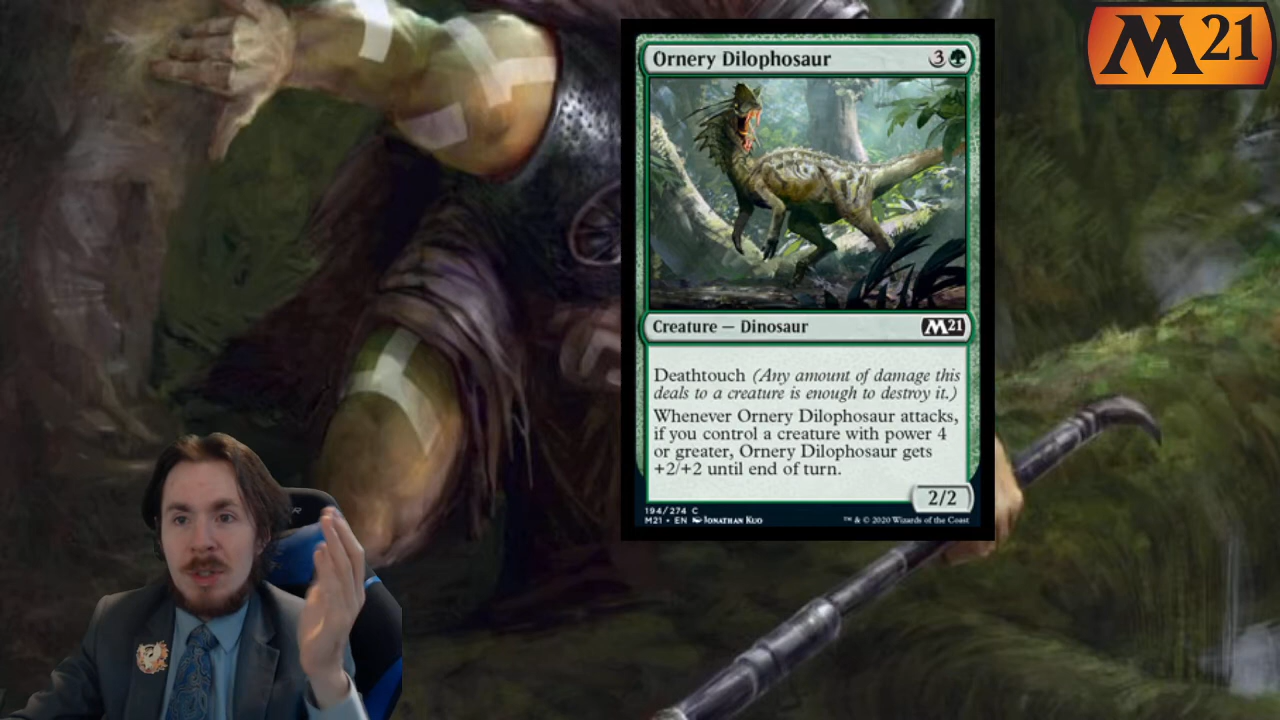 M21
Ornery Dilophosaur 3
Creature — Dinosaur M21
Deathtouch (Any amount of damage this
deals to a creature is enough to destroy it.)
Whenever Ornery Dilophosaur attacks,
if you control a creature with power 4
or greater, Ornery Dilophosaur gets
+2/+2 until end of turn.
2/2
194/274 C
M21 • EN Jonathan Kuo ™ & © 2020 Wizards of the Coast